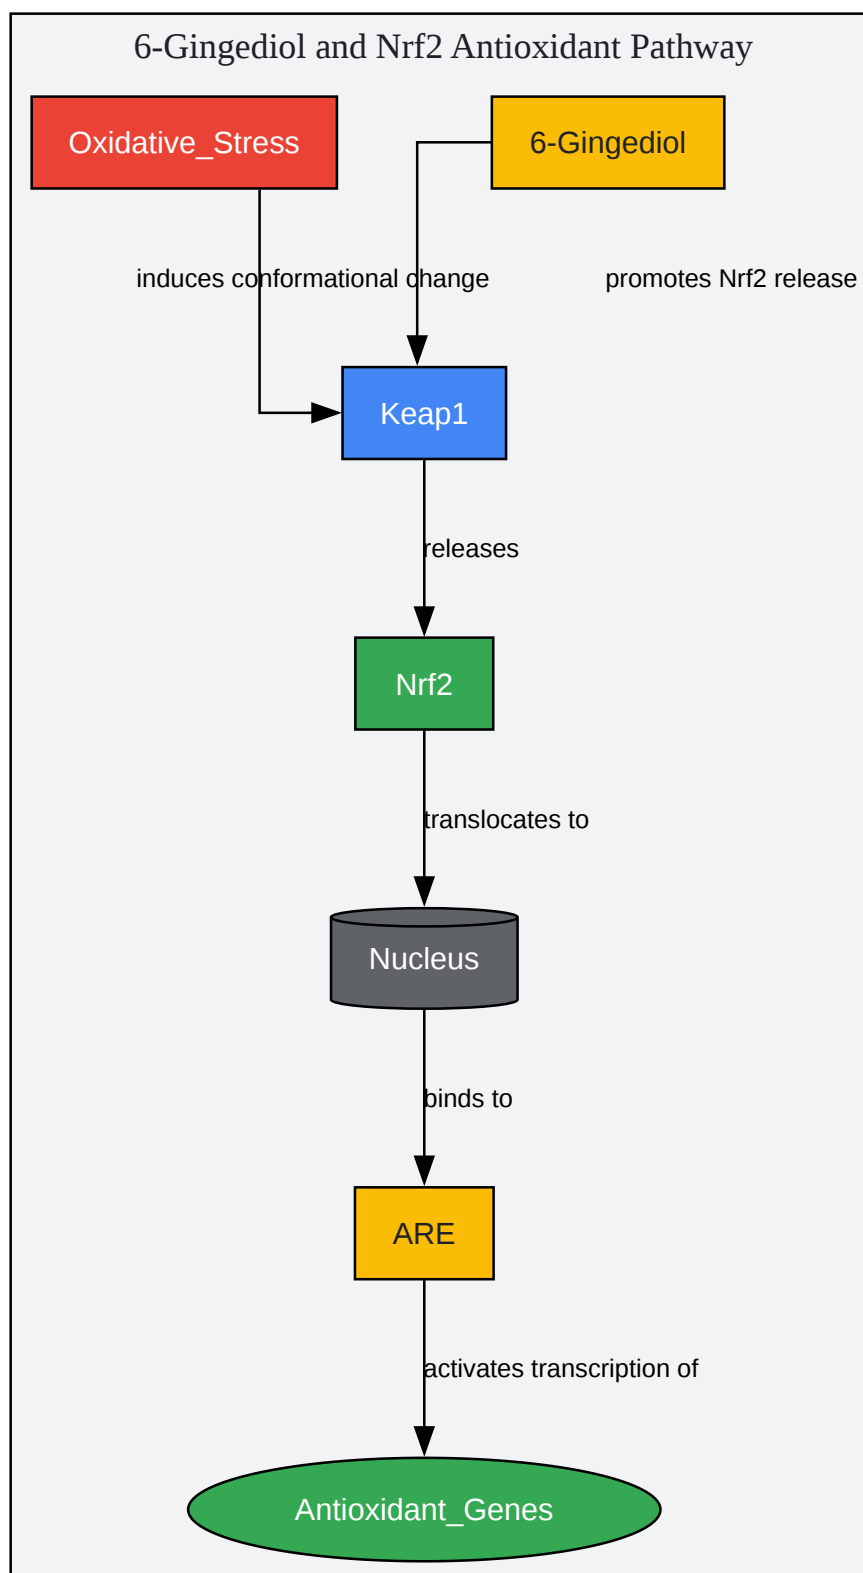 6-Gingediol and Nrf2 Antioxidant Pathway
Oxidative_Stress
6-Gingediol
induces conformational change
promotes Nrf2 release
Keap1
releases
Nrf2
translocates to
Nucleus
binds to
ARE
activates transcription of
Antioxidant_Genes